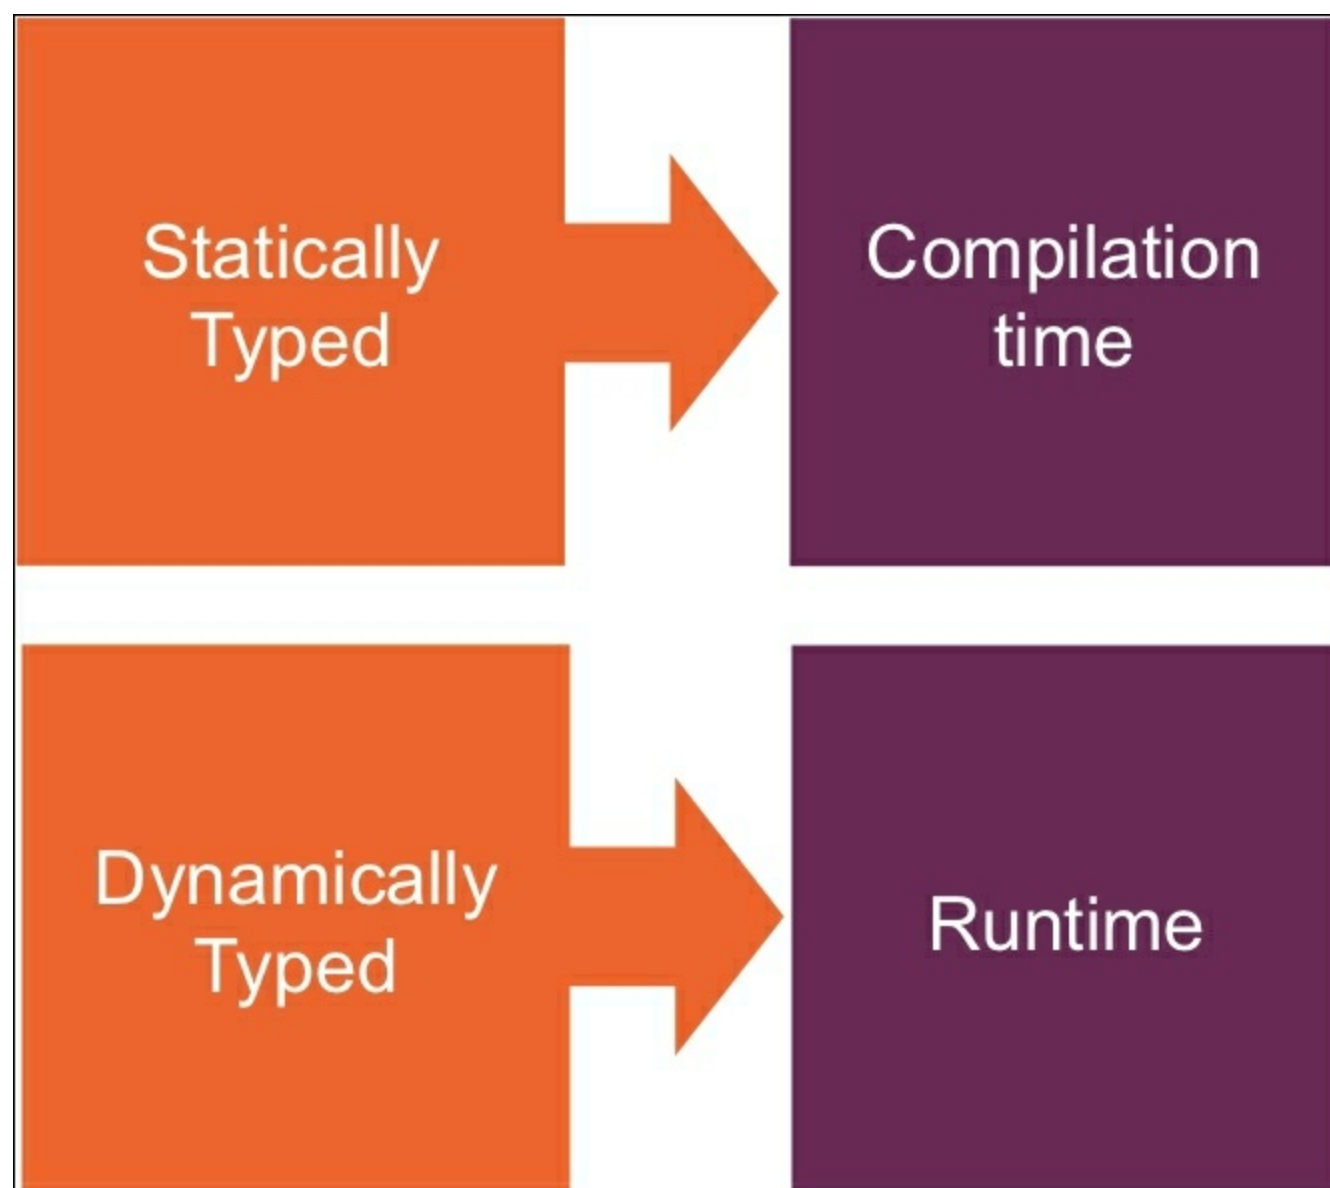 Statically
Typed
Compilation
time
Dynamically
Typed
Runtime